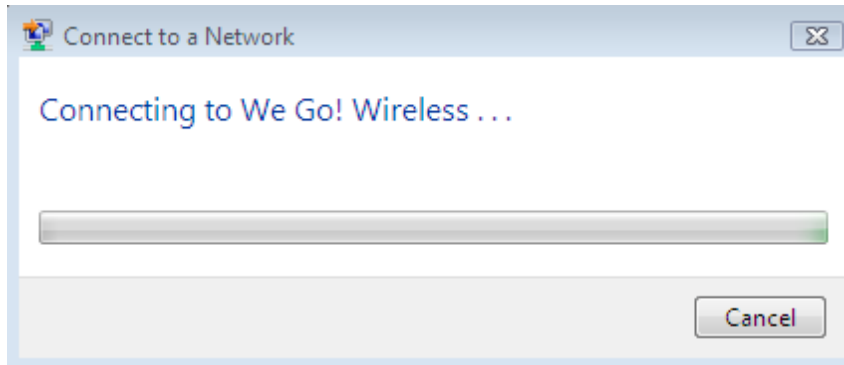 Connect to a Network
Connecting to We Go! Wireless . . .
Cancel